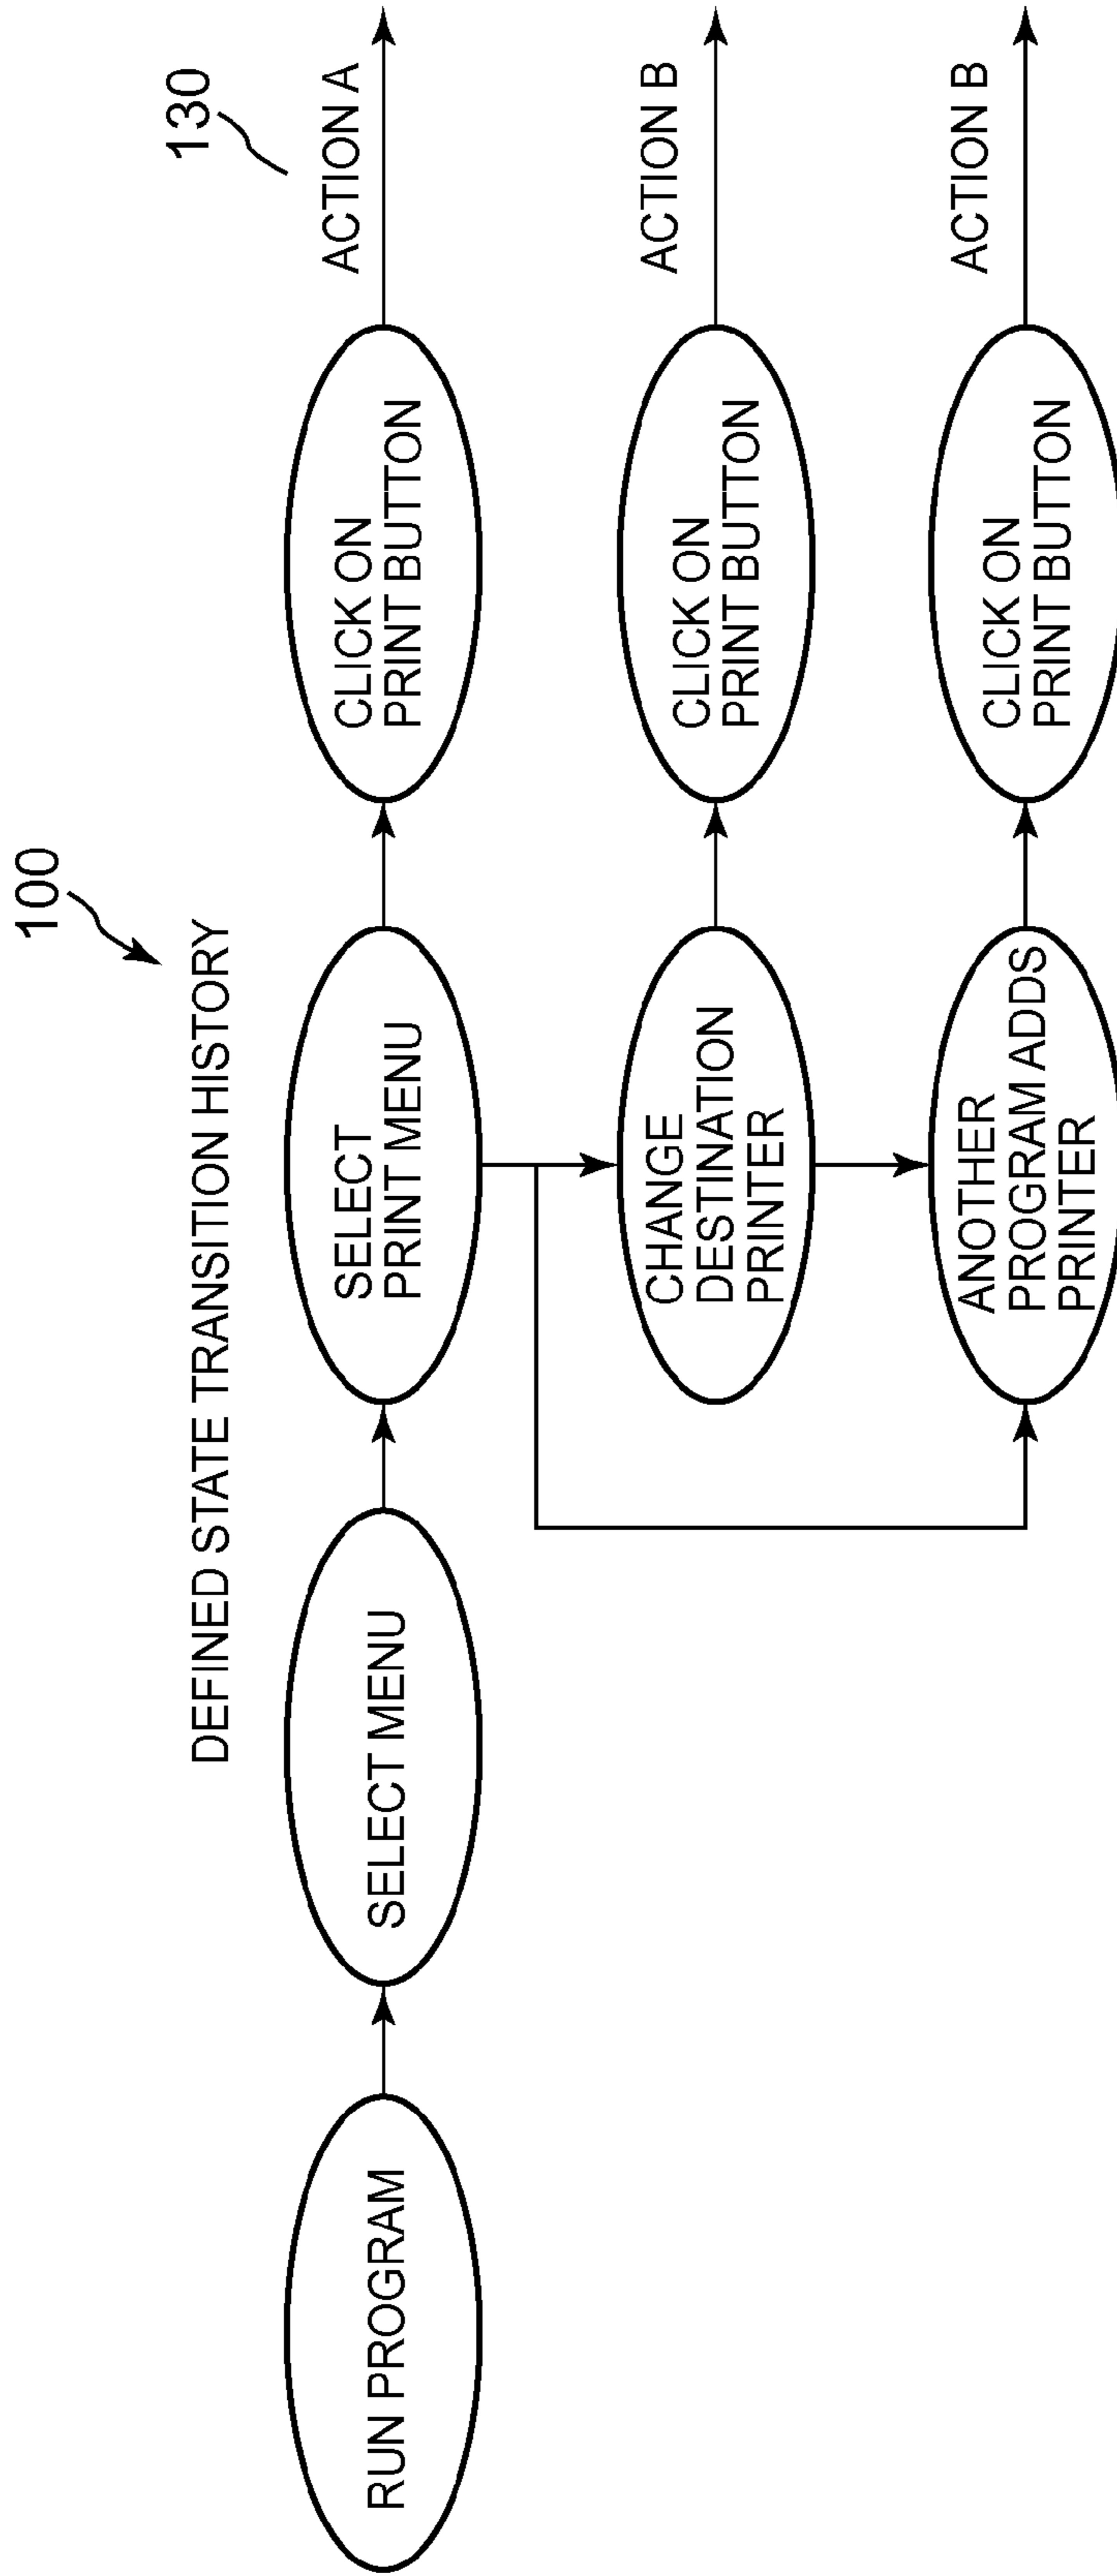 100
DEFINED STATE TRANSITION HISTORY
130
RUN PROGRAM
SELECT MENU
SELECT
PRINT MENU
CLICK ON
PRINT BUTTON
ACTION A
CHANGE
DESTINATION
PRINTER
CLICK ON
PRINT BUTTON
ACTION B
ANOTHER
PROGRAM ADDS
PRINTER
CLICK ON
PRINT BUTTON
ACTION B